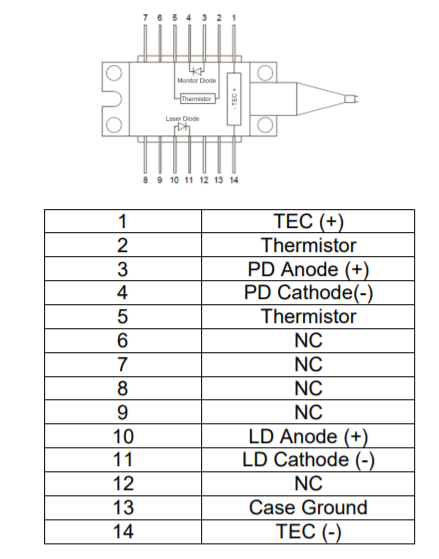 7 6 5 4 3 2 1
Monitor Diode
Thermistor
- TEC +
Laser Diode
8 9 10 11 12 13 14
1 TEC (+)
2 Thermistor
3 PD Anode (+)
4 PD Cathode(-)
5 Thermistor
6 NC
7 NC
8 NC
9 NC
10 LD Anode (+)
11 LD Cathode (-)
12 NC
13 Case Ground
14 TEC (-)